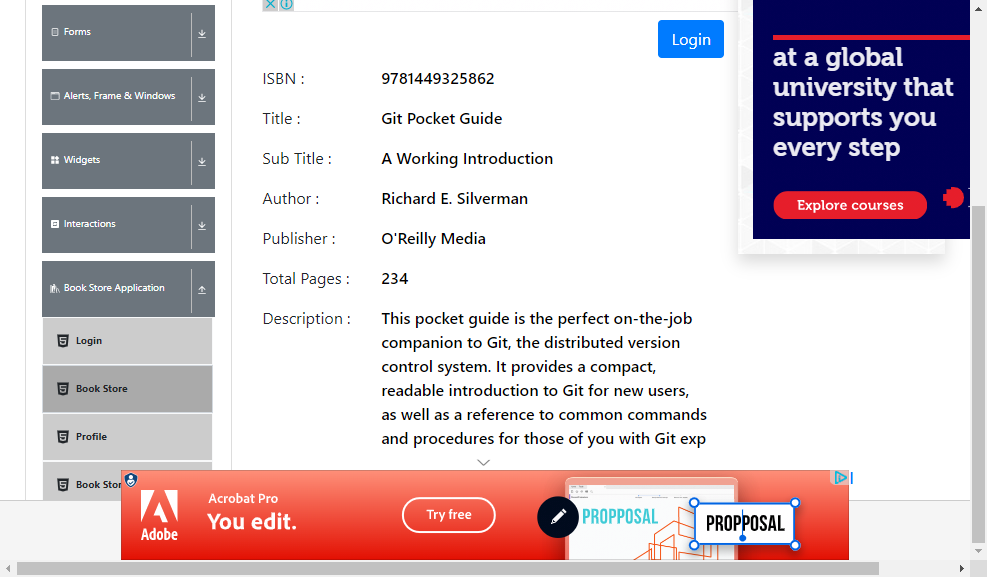 Forms
Alerts, Frame & Windows
Widgets
Interactions
Book Store Application
Login
Book Store
Profile
Book Stor
Login
ISBN :
9781449325862
Title :
Git Pocket Guide
Sub Title :
A Working Introduction
Author :
Richard E. Silverman
Publisher :
O'Reilly Media
Total Pages :
234
Description :
This pocket guide is the perfect on-the-job
companion to Git, the distributed version
control system. It provides a compact,
readable introduction to Git for new users,
as well as a reference to common commands
and procedures for those of you with Git exp
at a global
university that
supports you
every step
Explore courses
Adobe
Acrobat Pro
You edit.
Try free
PROPPOSAL
PROPPOSAL